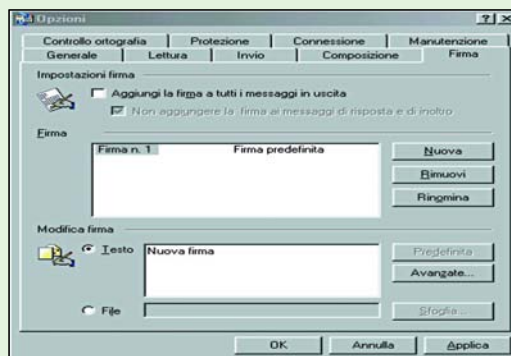 Opzioni
Controllo ortografia Protezione Connessione Manutenzione
Generale Lettura Invio Composizione Firma
Impostazioni firma
Aggiungi la firma a tutti i messaggi in uscita
Non aggiungere la firma ai messaggi di risposta e di inoltro
Firma
Firma n. 1 Firma predefinita
Nuova
Rimuovi
Rinomina
Modifica firma
Testo Nuova firma
Predefinita
Avanzate...
File
Sfoglia...
OK Annulla Applica